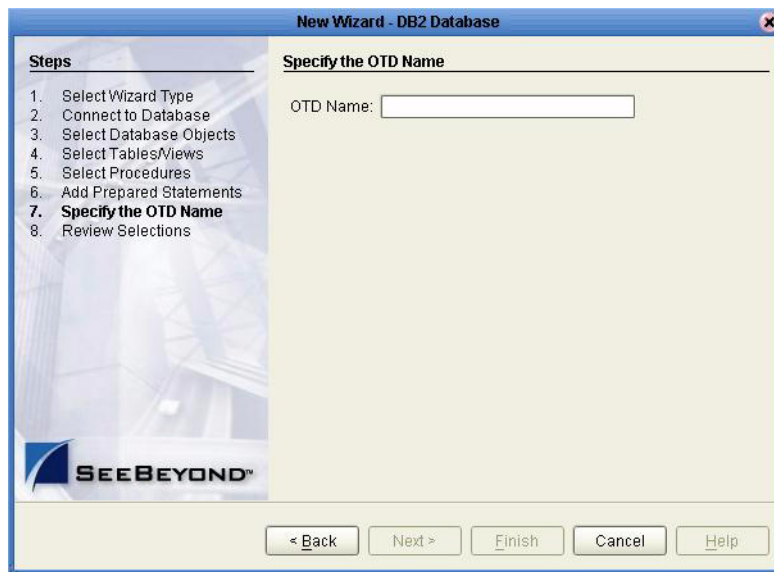 New Wizard - DB2 Database
Steps
1. Select Wizard Type
2. Connect to Database
3. Select Database Objects
4. Select Tables/Views
5. Select Procedures
6. Add Prepared Statements
7. Specify the OTD Name
8. Review Selections
Specify the OTD Name
OTD Name:
SEEBEYOND™
< Back
Next >
Finish
Cancel
Help